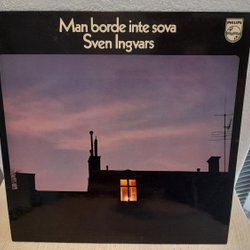 Man borde inte sova
Sven Ingvars
PHILIPS